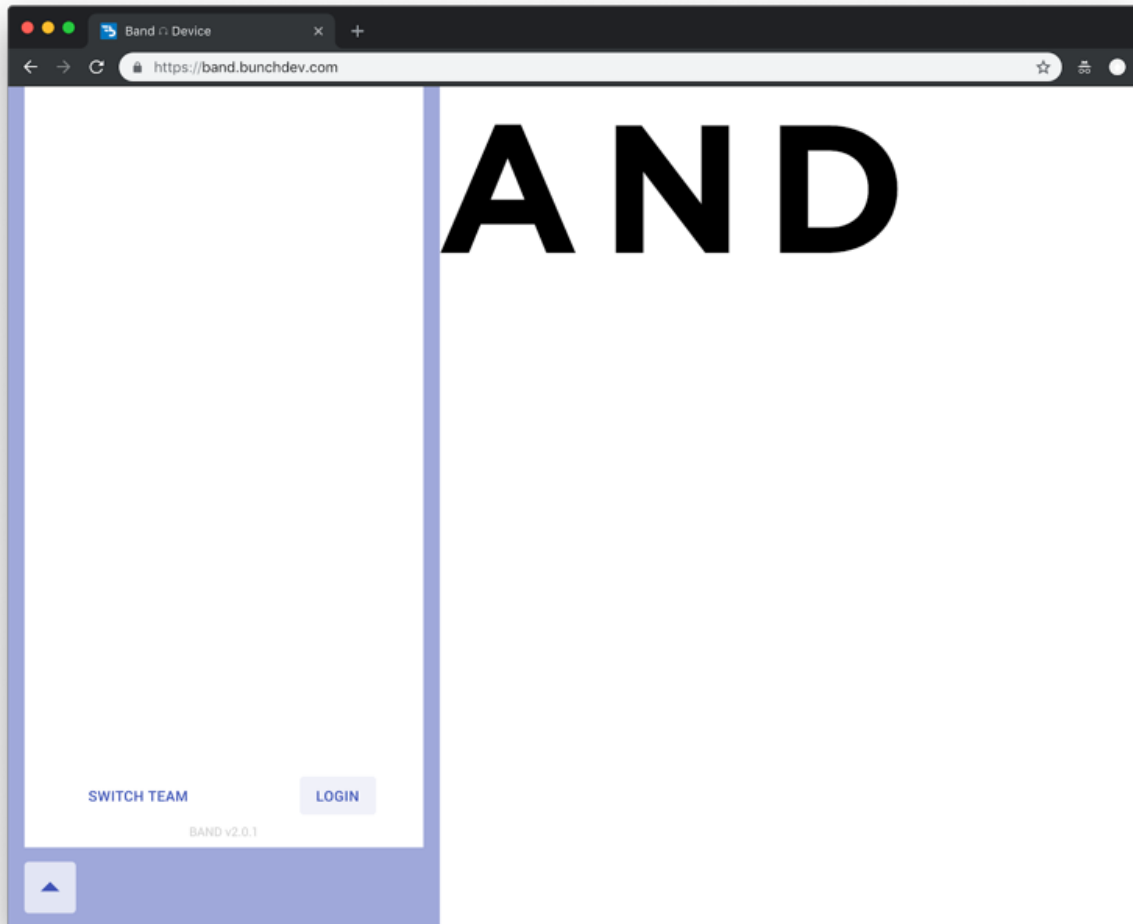 Band ∩ Device
https://band.bunchdev.com
AND
SWITCH TEAM LOGIN
BAND v2.0.1